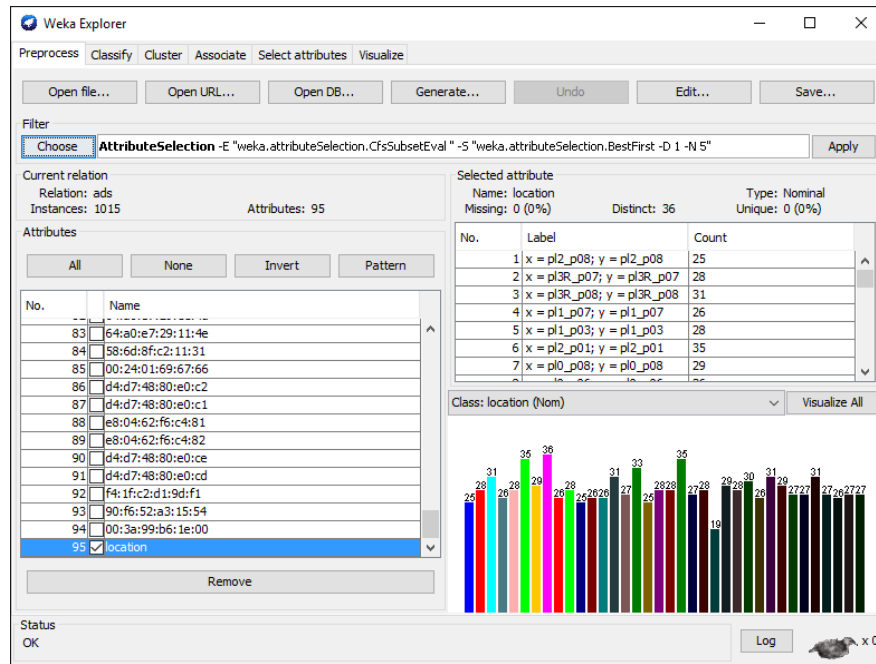 Weka Explorer
Preprocess Classify Cluster Associate Select attributes Visualize
Open file... Open URL... Open DB... Generate... Undo Edit... Save...
Filter
Choose AttributeSelection -E "weka.attributeSelection.CfsSubsetEval " -S "weka.attributeSelection.BestFirst -D 1 -N 5" Apply
Current relation
Relation: ads
Instances: 1015 Attributes: 95
Attributes
All None Invert Pattern
No. Name
83 64:a0:e7:29:11:4e
84 58:6d:8f:c2:11:31
85 00:24:01:69:67:66
86 d4:d7:48:80:e0:c2
87 d4:d7:48:80:e0:c1
88 e8:04:62:f6:c4:81
89 e8:04:62:f6:c4:82
90 d4:d7:48:80:e0:ce
91 d4:d7:48:80:e0:cd
92 f4:1f:c2:d1:9d:f1
93 90:f6:52:a3:15:54
94 00:3a:99:b6:1e:00
95 location
Remove
Selected attribute
Name: location Type: Nominal
Missing: 0 (0%) Distinct: 36 Unique: 0 (0%)
No. Label Count
1 x = pl2_p08; y = pl2_p08 25
2 x = pl3R_p07; y = pl3R_p07 28
3 x = pl3R_p08; y = pl3R_p08 31
4 x = pl1_p07; y = pl1_p07 26
5 x = pl1_p03; y = pl1_p03 28
6 x = pl2_p01; y = pl2_p01 35
7 x = pl0_p08; y = pl0_p08 29
Class: location (Nom) Visualize All
25 28 31 26 28 35 29 36 26 28 25 26 26 31 27 33 25 28 28 35 27 28 19 29 28 30 26 31 29 27 27 31 27 26 27 27
Status
OK
Log x 0